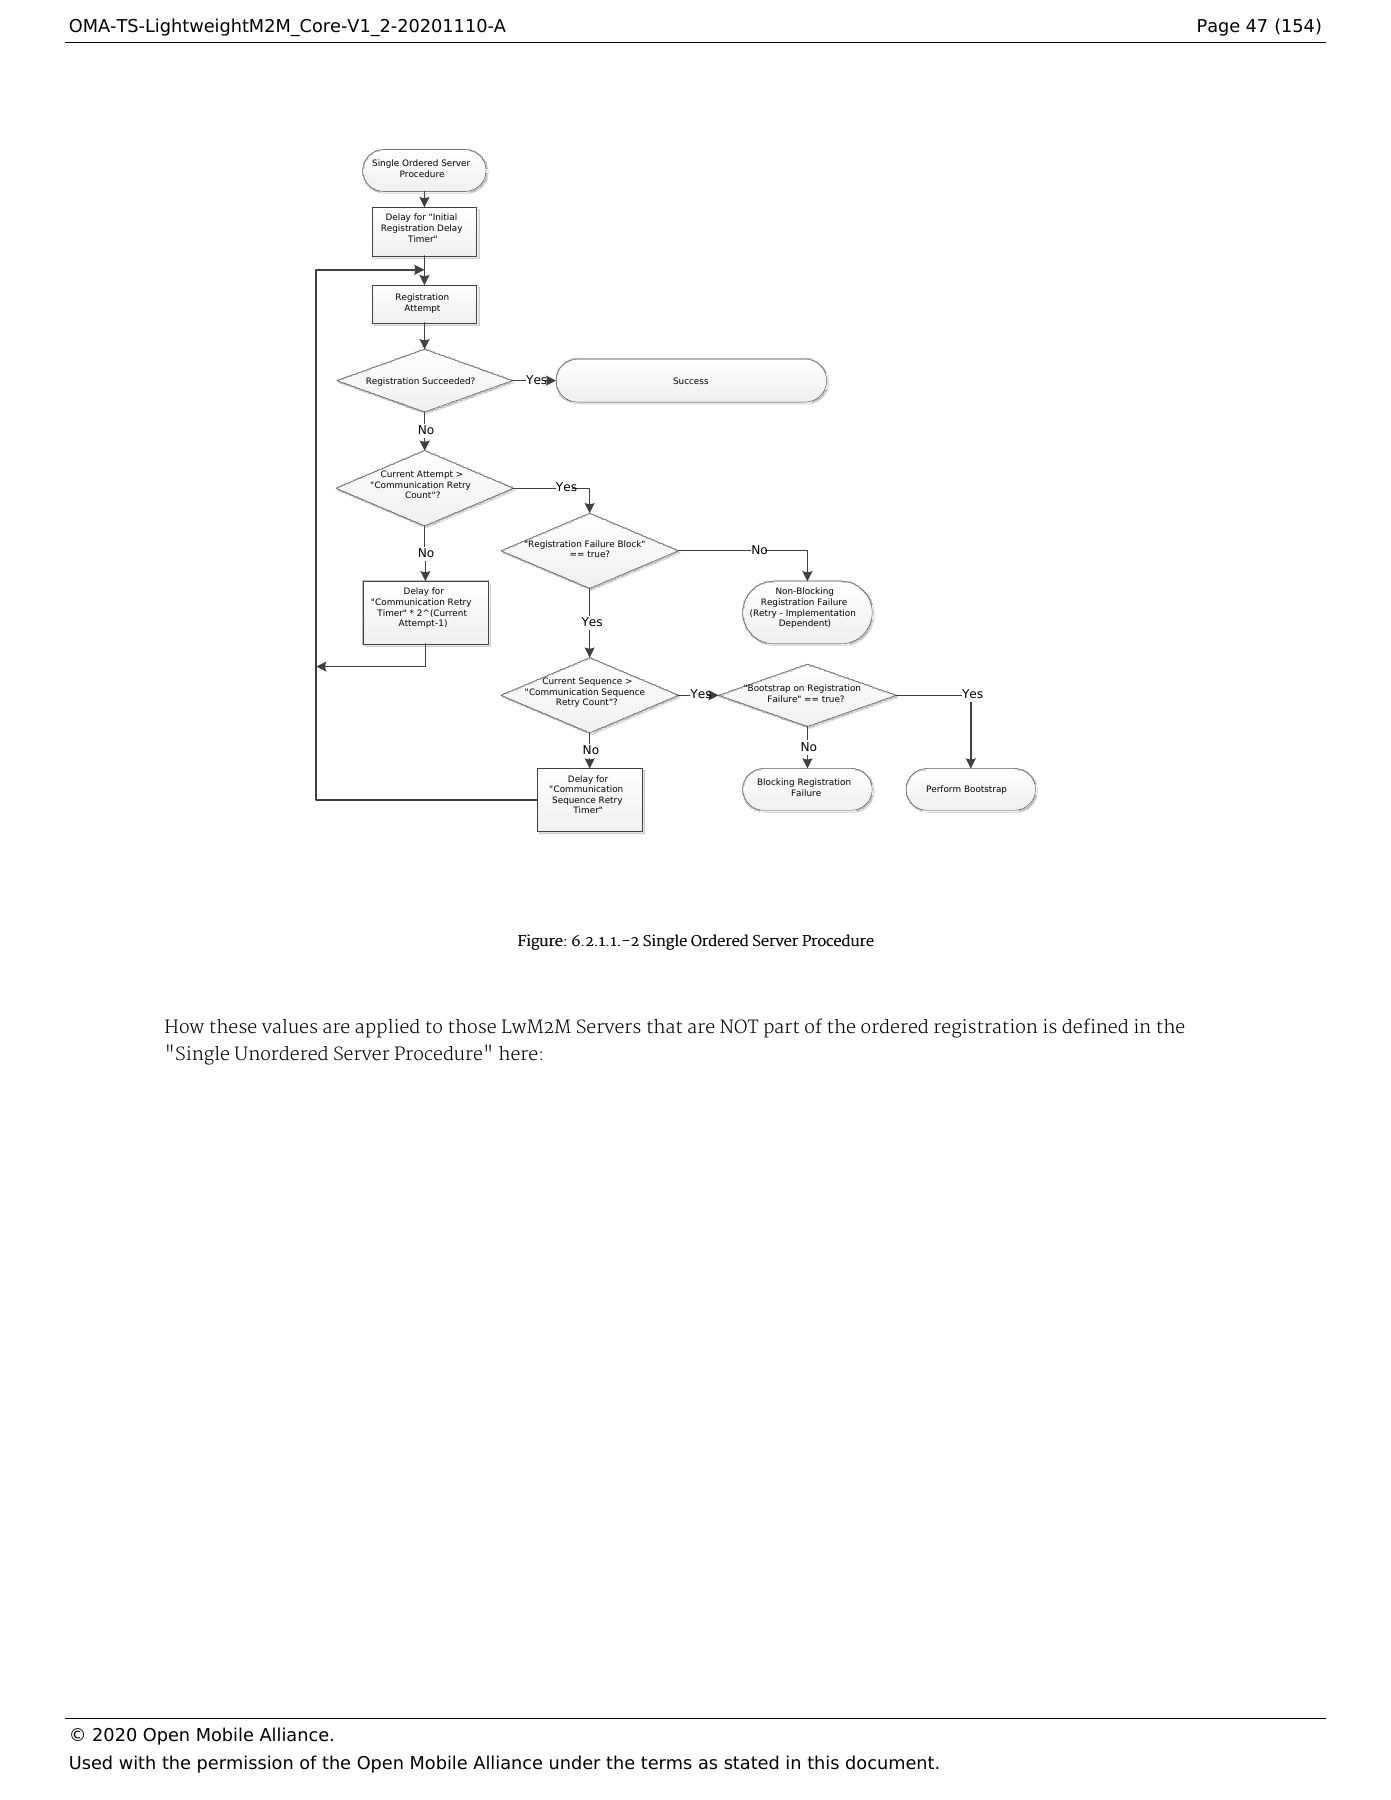 OMA-TS-LightweightM2M_Core-V1_2-20201110-A
Page 47 (154)
Single Ordered Server
Procedure
Delay for "Initial
Registration Delay
Timer"
Registration
Attempt
Registration Succeeded?
Yes
Success
No
Current Attempt >
"Communication Retry
Count"?
Yes
"Registration Failure Block"
== true?
No
No
Delay for
"Communication Retry
Timer" * 2^(Current
Attempt-1)
Non-Blocking
Registration Failure
(Retry - Implementation
Dependent)
Yes
Current Sequence >
"Communication Sequence
Retry Count"?
Yes
"Bootstrap on Registration
Failure" == true?
Yes
No
No
Delay for
"Communication
Sequence Retry
Timer"
Blocking Registration
Failure
Perform Bootstrap
Figure: 6.2.1.1.-2 Single Ordered Server Procedure
How these values are applied to those LwM2M Servers that are NOT part of the ordered registration is defined in the
"Single Unordered Server Procedure" here:
© 2020 Open Mobile Alliance.
Used with the permission of the Open Mobile Alliance under the terms as stated in this document.